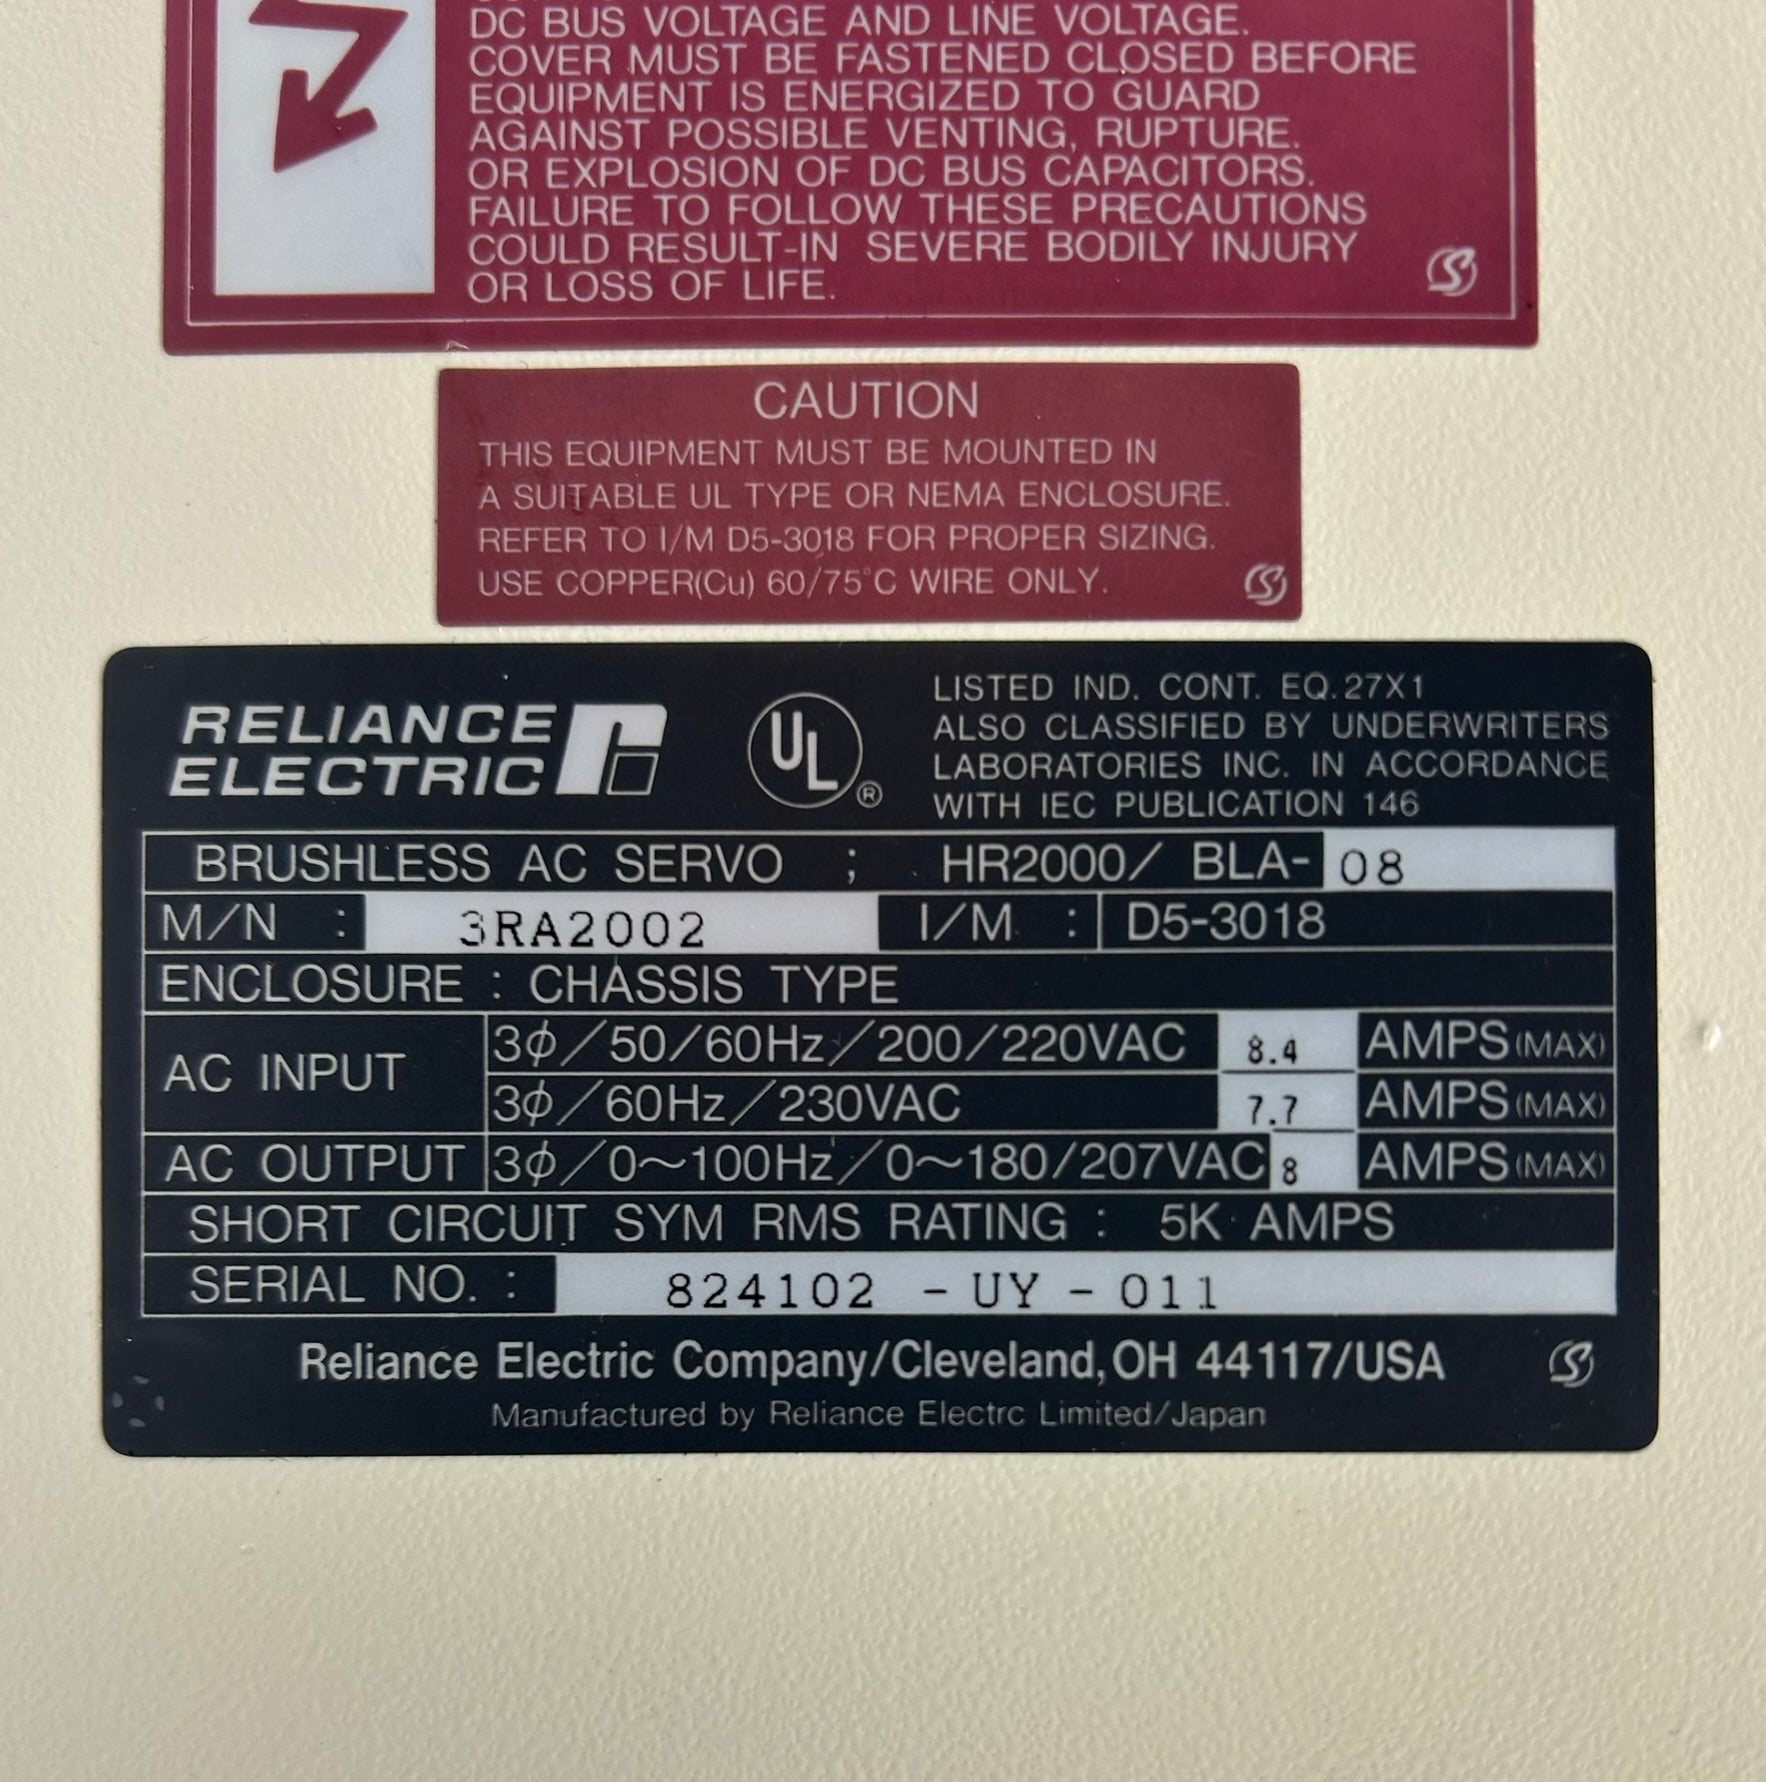 DC BUS VOLTAGE AND LINE VOLTAGE.
COVER MUST BE FASTENED CLOSED BEFORE
EQUIPMENT IS ENERGIZED TO GUARD
AGAINST POSSIBLE VENTING, RUPTURE.
OR EXPLOSION OF DC BUS CAPACITORS.
FAILURE TO FOLLOW THESE PRECAUTIONS
COULD RESULT-IN SEVERE BODILY INJURY
OR LOSS OF LIFE.
CAUTION
THIS EQUIPMENT MUST BE MOUNTED IN
A SUITABLE UL TYPE OR NEMA ENCLOSURE.
REFER TO I/M D5-3018 FOR PROPER SIZING.
USE COPPER(Cu) 60/75°C WIRE ONLY.
RELIANCE
ELECTRIC
UL ®
LISTED IND. CONT. EQ.27X1
ALSO CLASSIFIED BY UNDERWRITERS
LABORATORIES INC. IN ACCORDANCE
WITH IEC PUBLICATION 146
BRUSHLESS AC SERVO ; HR2000/ BLA-08
M/N : 3RA2002 I/M : D5-3018
ENCLOSURE : CHASSIS TYPE
AC INPUT 3ϕ/50/60Hz/200/220VAC 8.4 AMPS(MAX)
3ϕ/60Hz/230VAC 7.7 AMPS(MAX)
AC OUTPUT 3ϕ/0~100Hz/0~180/207VAC 8 AMPS(MAX)
SHORT CIRCUIT SYM RMS RATING : 5K AMPS
SERIAL NO. : 824102 - UY - 011
Reliance Electric Company/Cleveland, OH 44117/USA
Manufactured by Reliance Electrc Limited/Japan